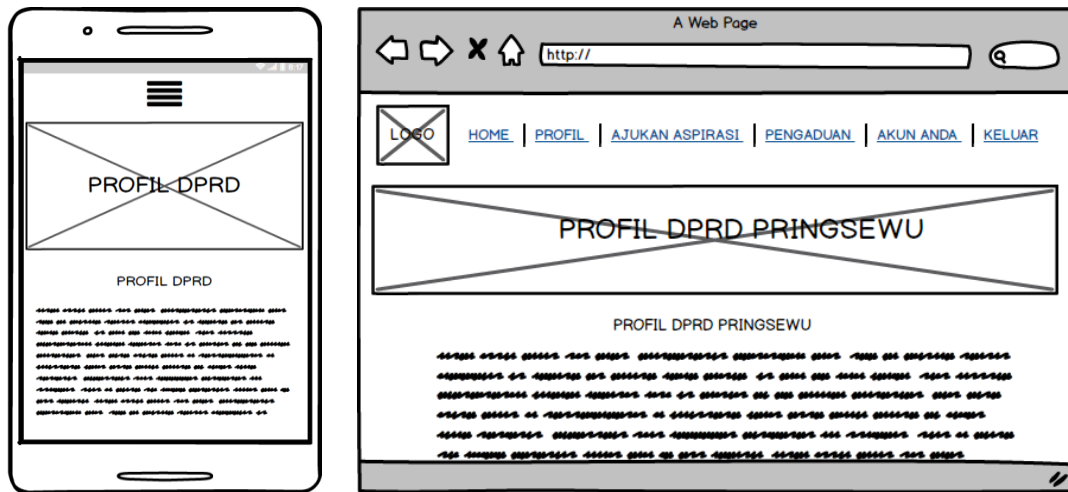 PROFIL DPRD
PROFIL DPRD
A Web Page
http://
LOGO
HOME | PROFIL | AJUKAN ASPIRASI | PENGADUAN | AKUN ANDA | KELUAR
PROFIL DPRD PRINGSEWU
PROFIL DPRD PRINGSEWU